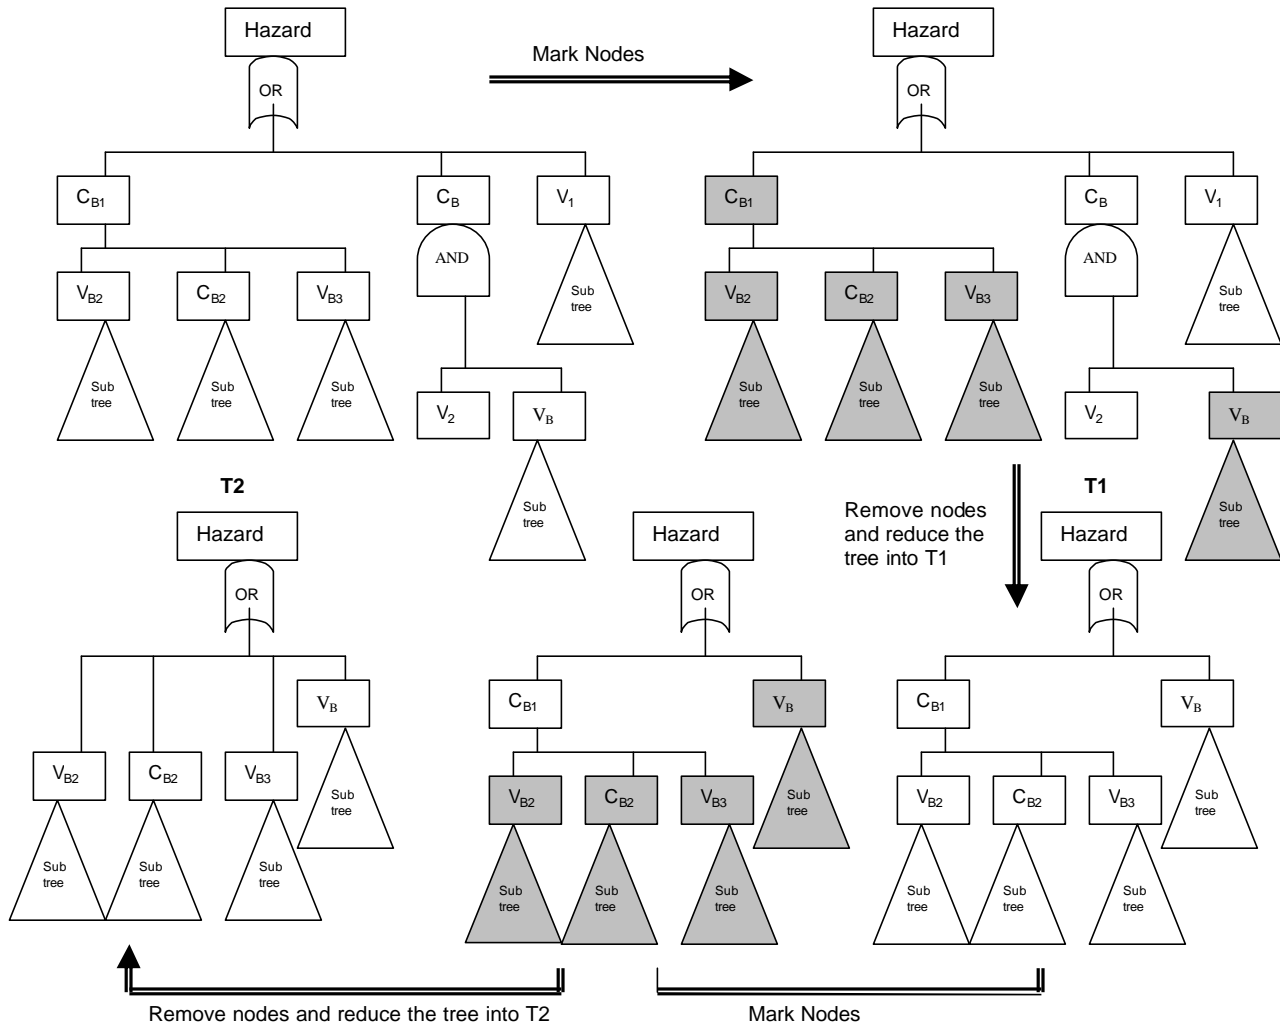 Hazard
OR
C_B1
C_B
V_1
AND
V_B2
C_B2
V_B3
Sub
tree
Sub
tree
Sub
tree
Sub
tree
V_2
V_B
Sub
tree
Mark Nodes
Hazard
OR
C_B1
C_B
V_1
AND
V_B2
C_B2
V_B3
Sub
tree
Sub
tree
Sub
tree
Sub
tree
V_2
V_B
Sub
tree
Remove nodes
and reduce the
tree into T1
T1
Hazard
OR
C_B1
V_B
V_B2
C_B2
V_B3
Sub
tree
Sub
tree
Sub
tree
Sub
tree
Mark Nodes
Hazard
OR
C_B1
V_B
V_B2
C_B2
V_B3
Sub
tree
Sub
tree
Sub
tree
Sub
tree
Remove nodes and reduce the tree into T2
T2
Hazard
OR
V_B
V_B2
C_B2
V_B3
Sub
tree
Sub
tree
Sub
tree
Sub
tree